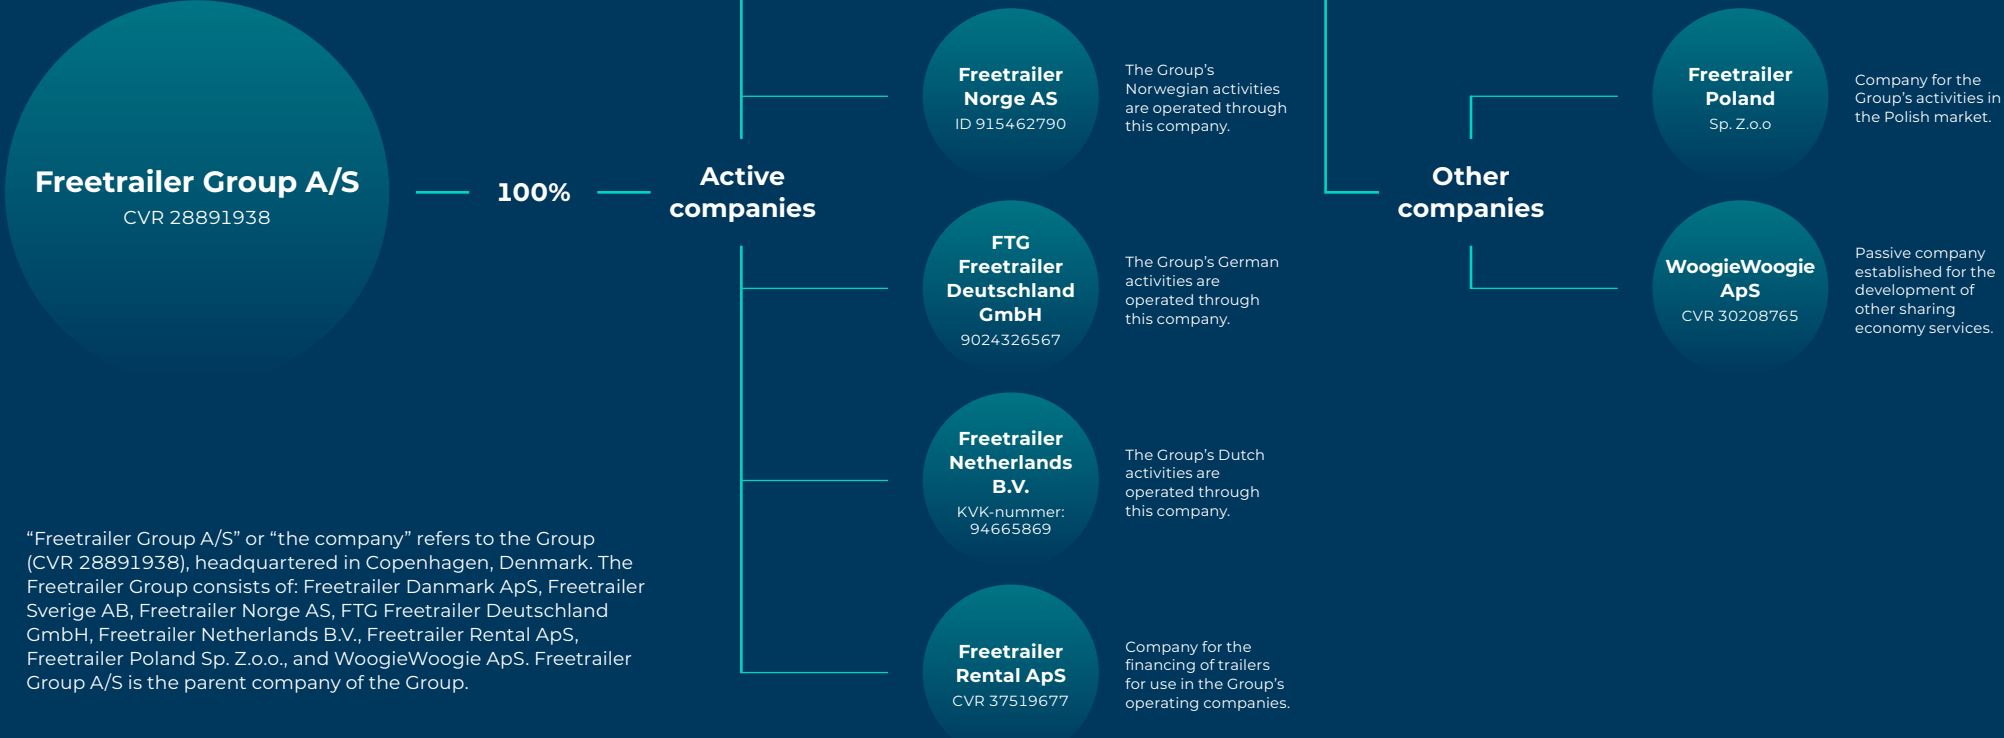 Freetrailer Group A/S
CVR 28891938
100%
Active
companies
Freetrailer
Norge AS
ID 915462790
The Group's
Norwegian activities
are operated through
this company.
FTG
Freetrailer
Deutschland
GmbH
9024326567
The Group's German
activities are
operated through
this company.
Freetrailer
Netherlands
B.V.
KVK-nummer:
94665869
The Group's Dutch
activities are
operated through
this company.
Freetrailer
Rental ApS
CVR 37519677
Company for the
financing of trailers
for use in the Group's
operating companies.
Other
companies
Freetrailer
Poland
Sp. Z.o.o
Company for the
Group's activities in
the Polish market.
WoogieWoogie
ApS
CVR 30208765
Passive company
established for the
development of
other sharing
economy services.
“Freetrailer Group A/S” or “the company” refers to the Group
(CVR 28891938), headquartered in Copenhagen, Denmark. The
Freetrailer Group consists of: Freetrailer Danmark ApS, Freetrailer
Sverige AB, Freetrailer Norge AS, FTG Freetrailer Deutschland
GmbH, Freetrailer Netherlands B.V., Freetrailer Rental ApS,
Freetrailer Poland Sp. Z.o.o., and WoogieWoogie ApS. Freetrailer
Group A/S is the parent company of the Group.